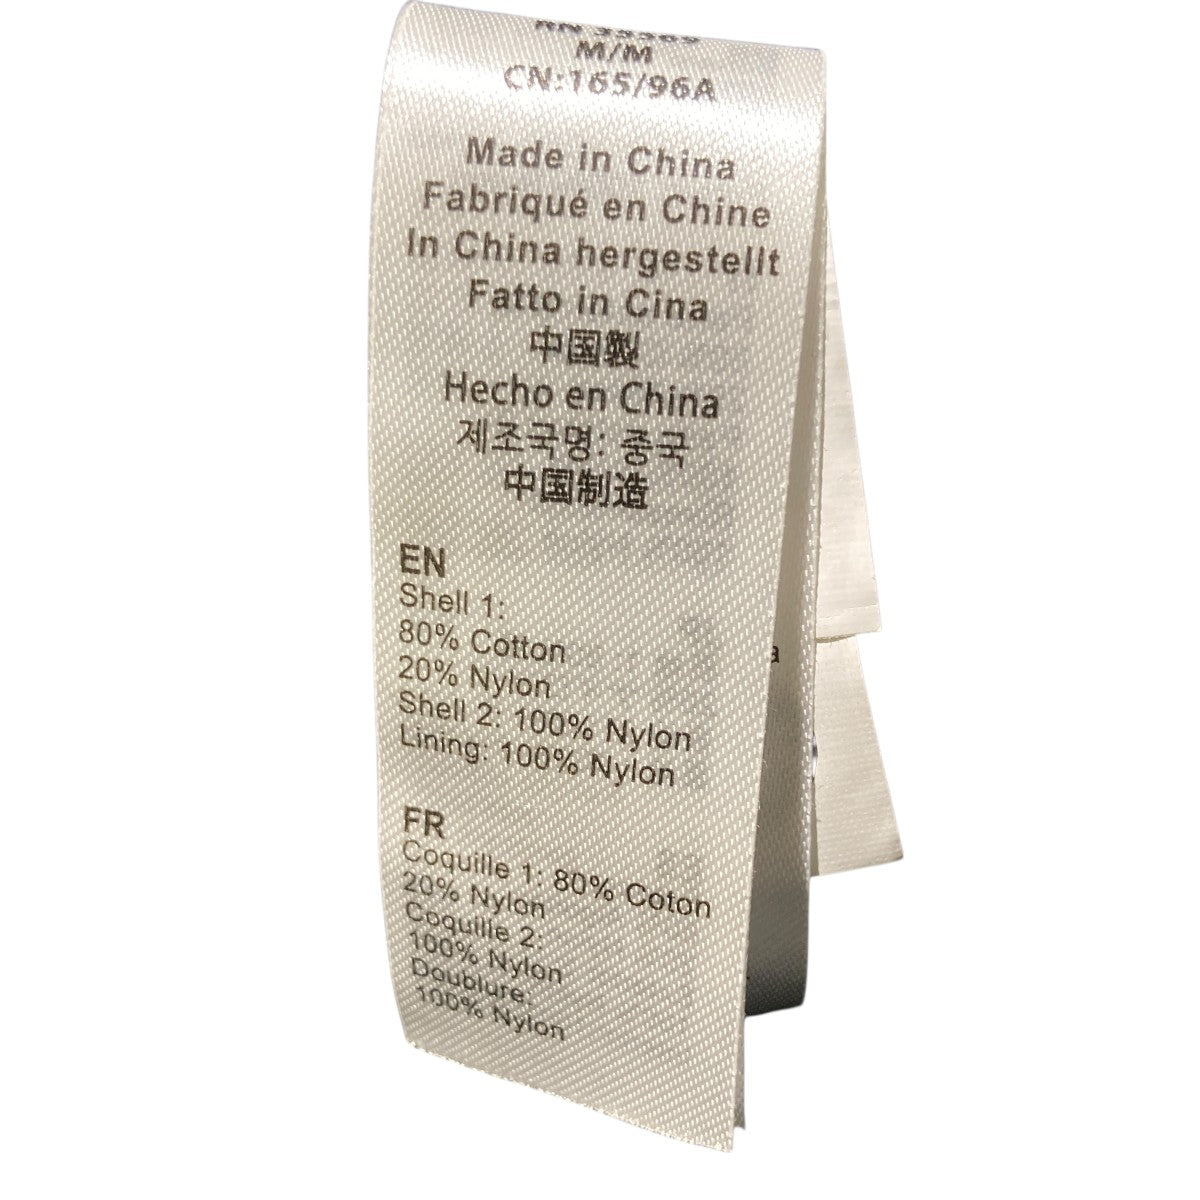 M/M
CN:165/96A
Made in China
Fabriqué en Chine
In China hergestellt
Fatto in Cina
中国製
Hecho en China
제조국명: 중국
中国制造
EN
Shell 1:
80% Cotton
20% Nylon
Shell 2: 100% Nylon
Lining: 100% Nylon
FR
Coquille 1: 80% Coton
20% Nylon
Coquille 2:
100% Nylon
Doublure:
100% Nylon